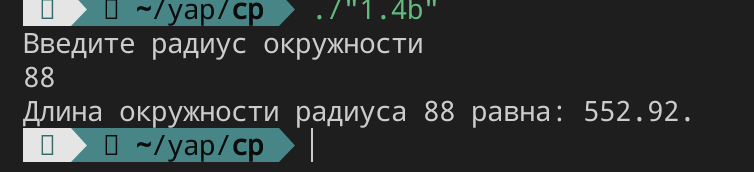 ~/yap/cp ./"1.4b"
Введите радиус окружности
88
Длина окружности радиуса 88 равна: 552.92.
~/yap/cp